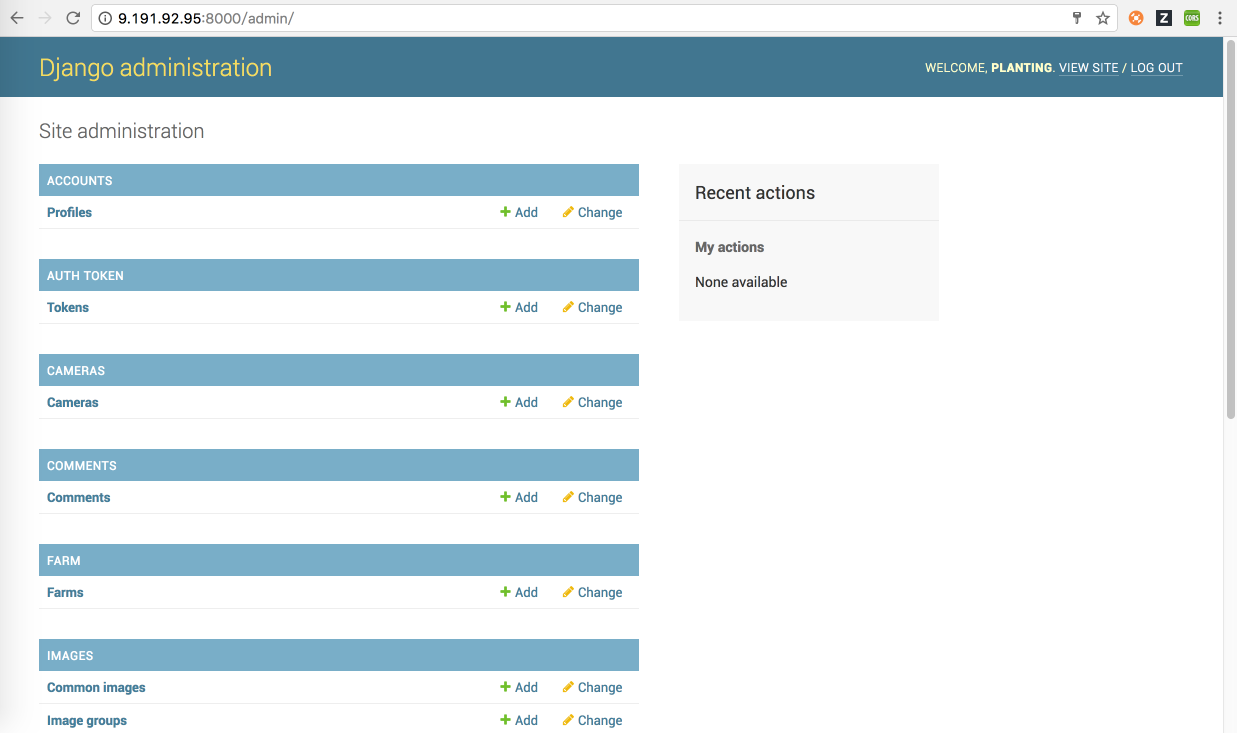 9.191.92.95:8000/admin/
Z
CORS
Django administration
WELCOME, PLANTING. VIEW SITE / LOG OUT
Site administration
ACCOUNTS
Profiles Add Change
AUTH TOKEN
Tokens Add Change
CAMERAS
Cameras Add Change
COMMENTS
Comments Add Change
FARM
Farms Add Change
IMAGES
Common images Add Change
Image groups Add Change
Recent actions
My actions
None available